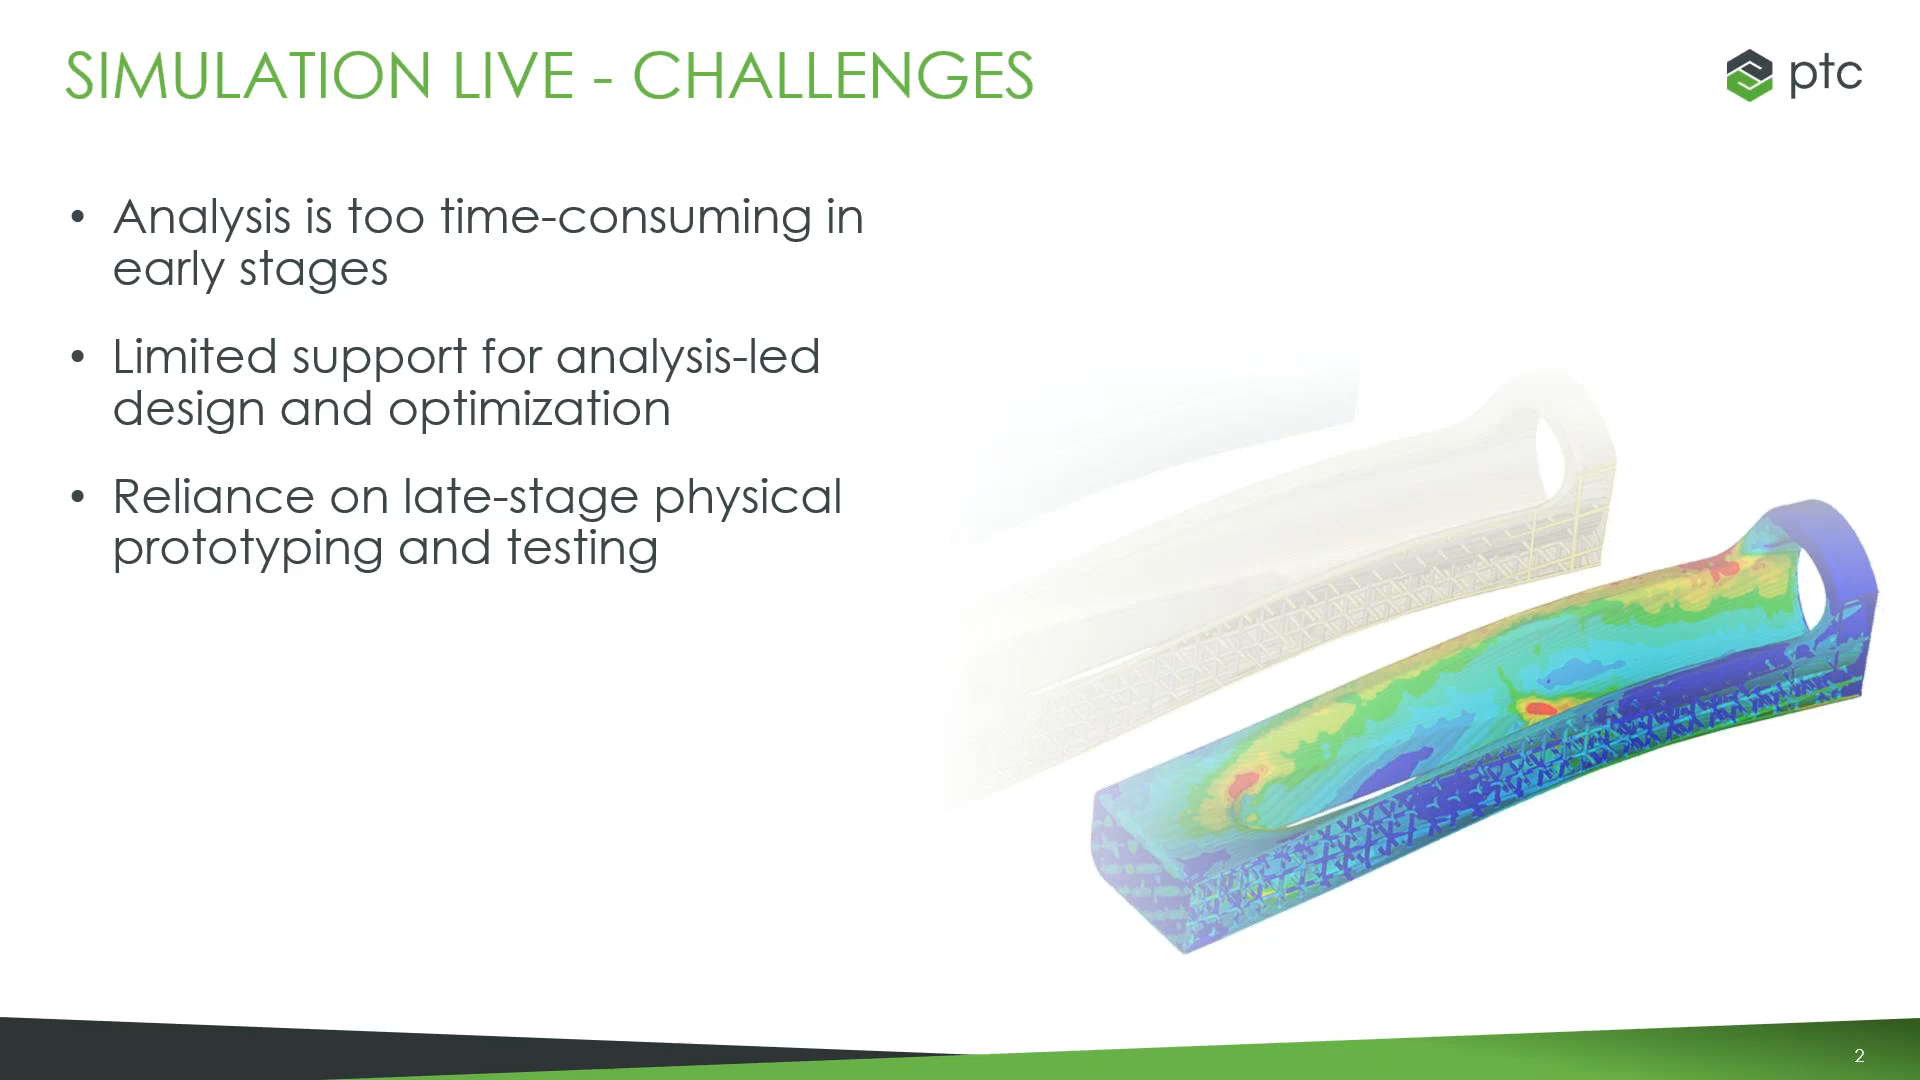 SIMULATION LIVE - CHALLENGES
ptc
• Analysis is too time-consuming in
early stages
• Limited support for analysis-led
design and optimization
• Reliance on late-stage physical
prototyping and testing
2